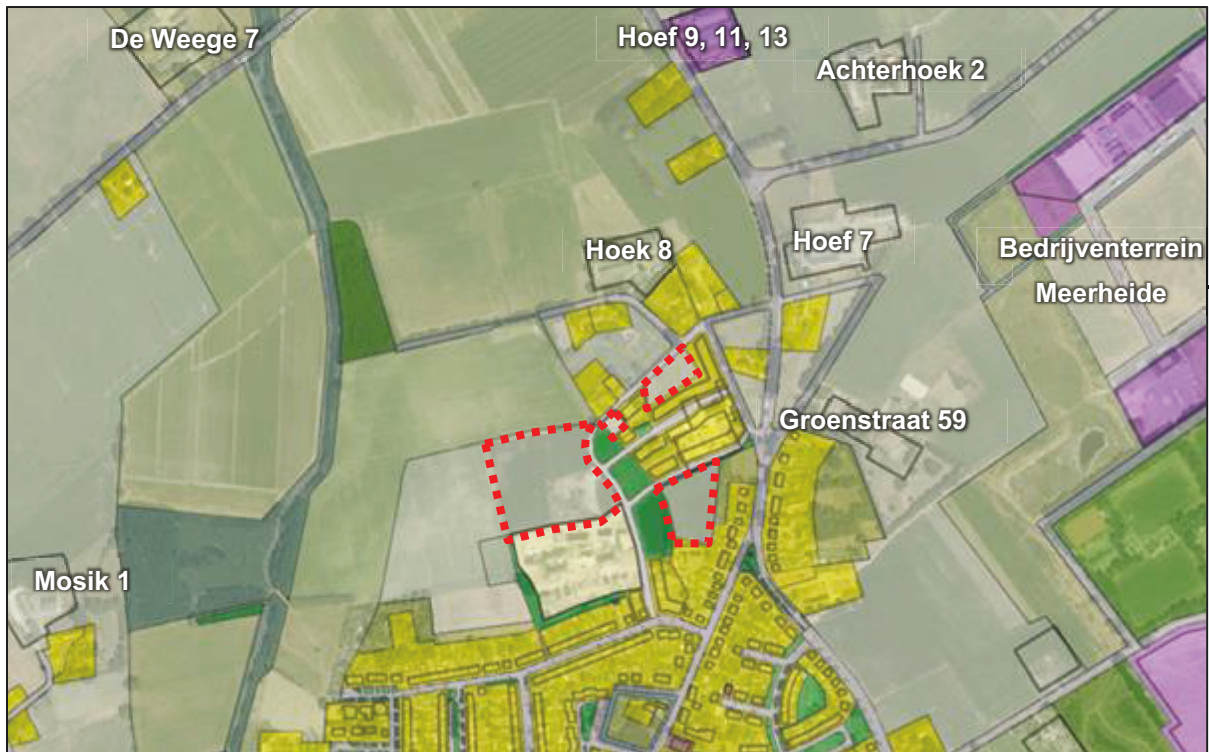 De Weege 7
Hoef 9, 11, 13
Achterhoek 2
Hoek 8
Hoef 7
Bedrijventerrein
Meerheide
Groenstraat 59
Mosik 1